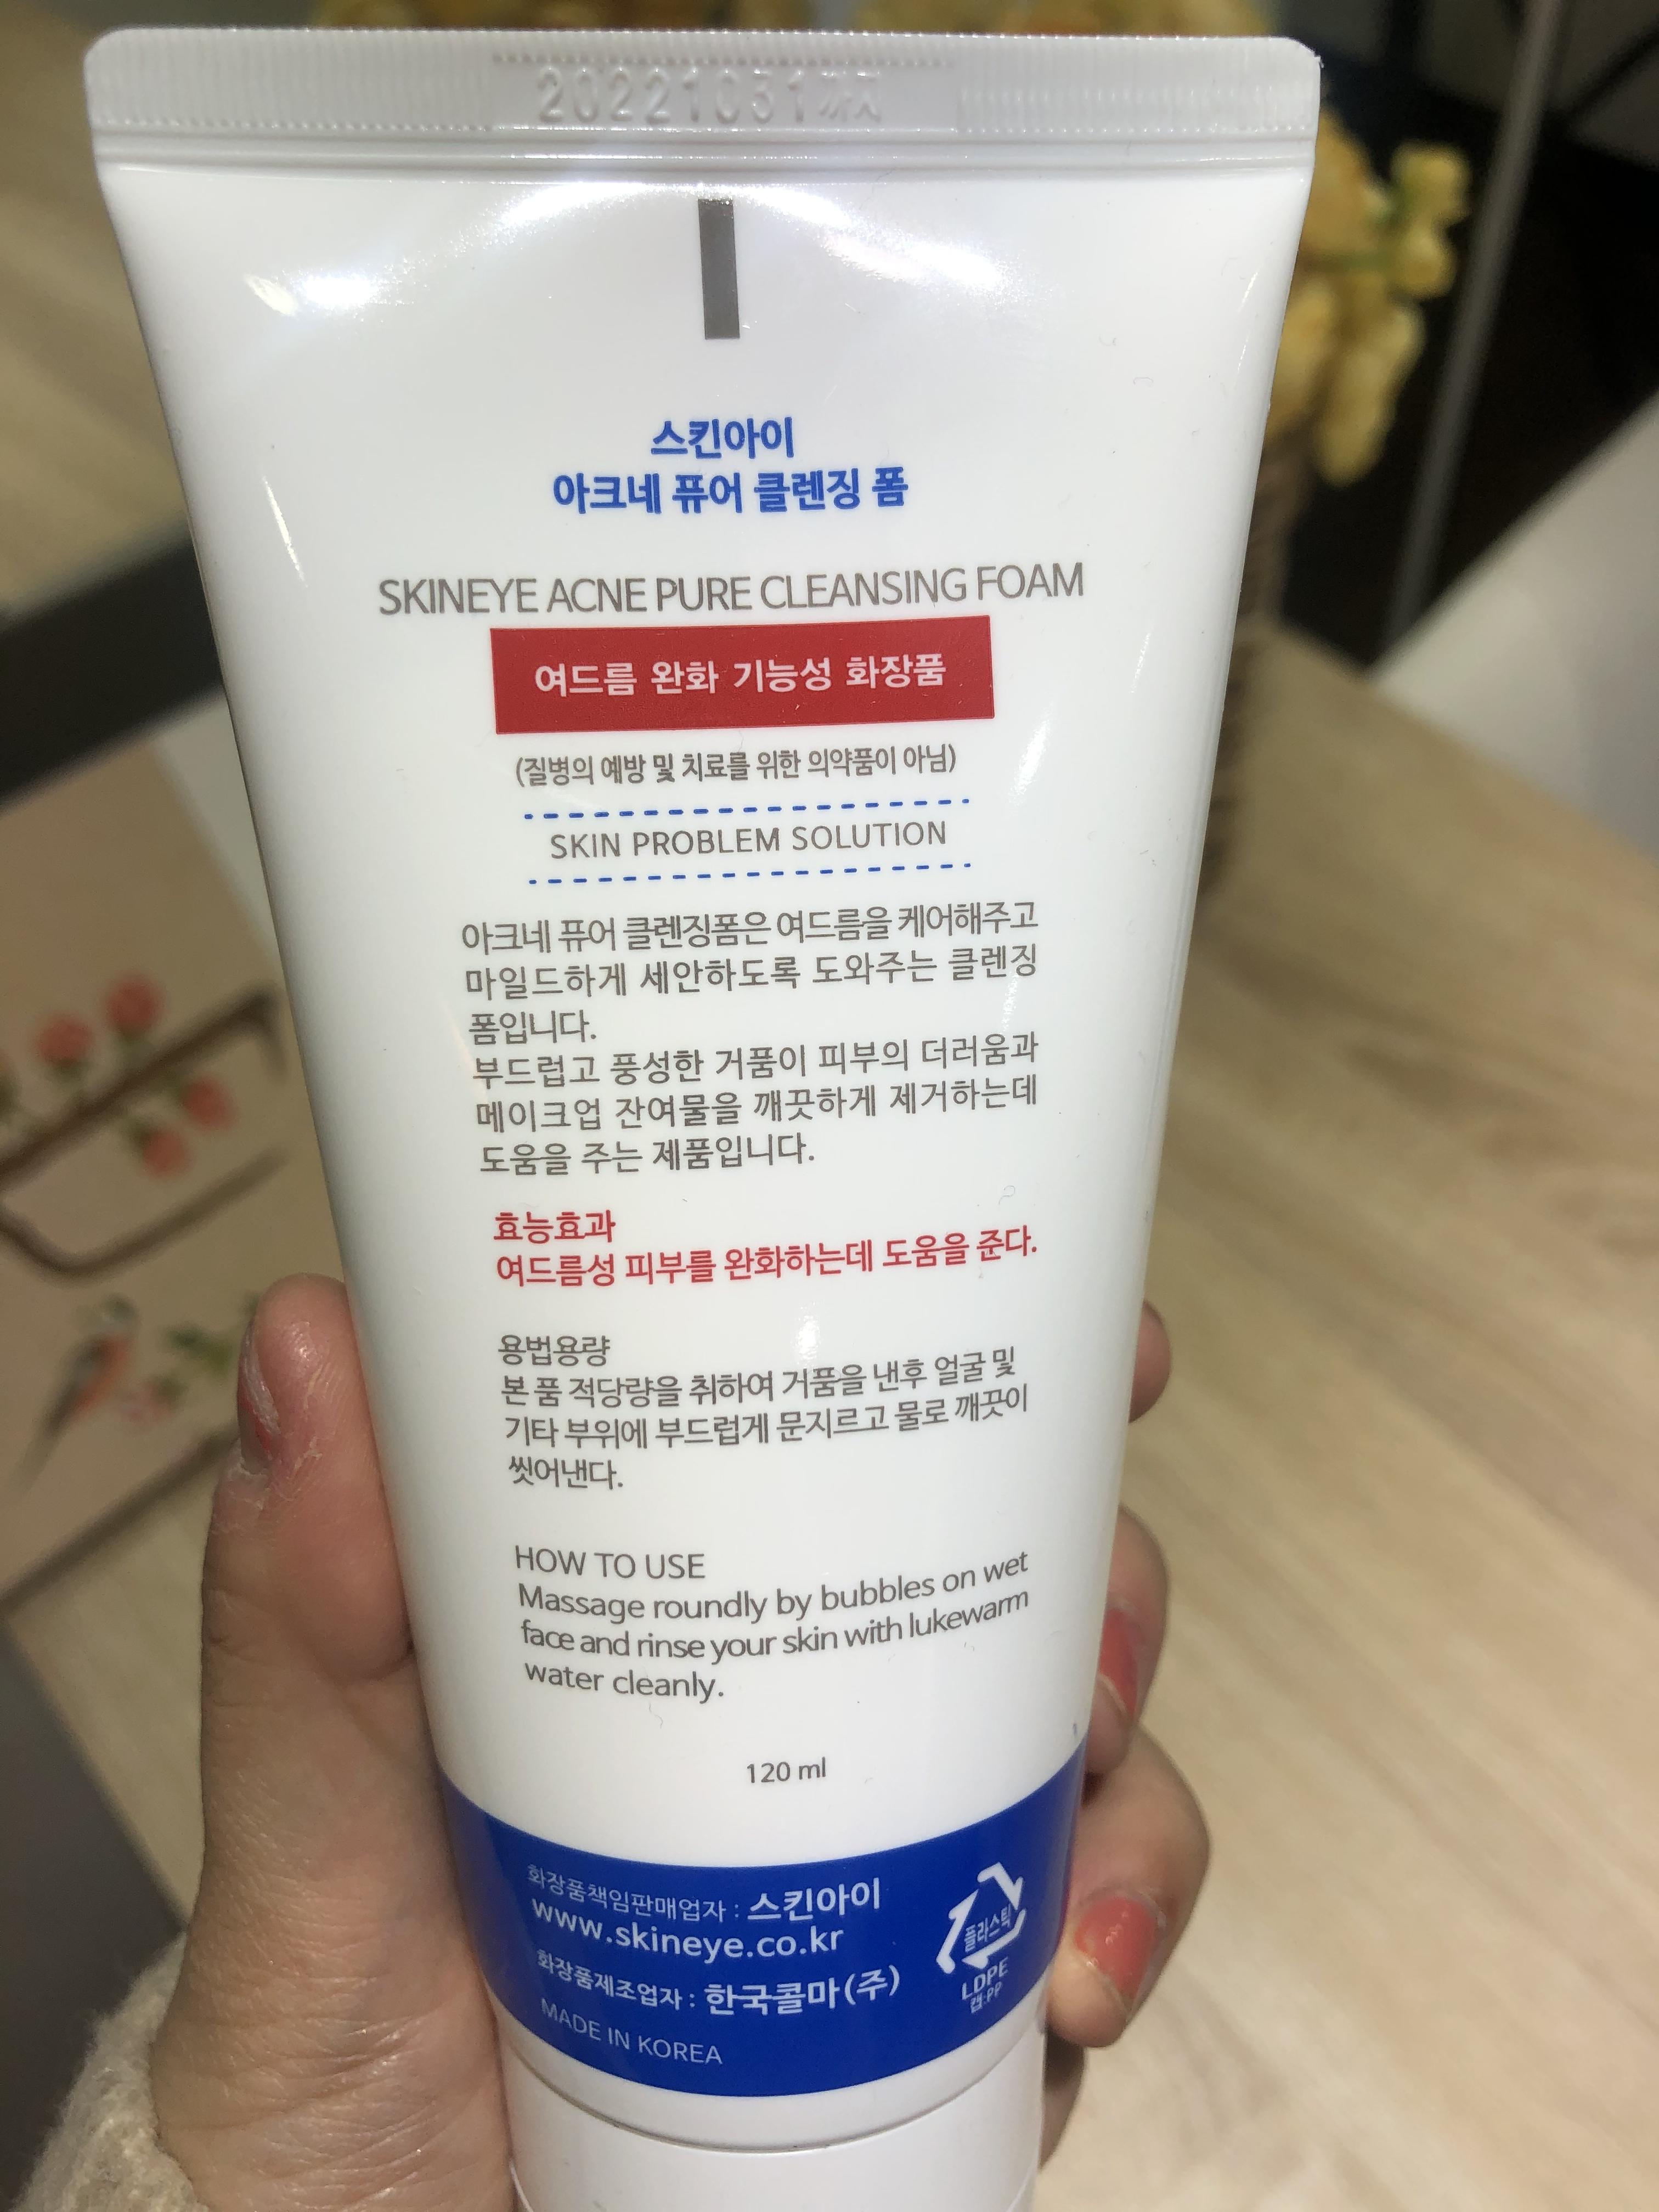 20221031까지
스킨아이
아크네 퓨어 클렌징 폼
SKINEYE ACNE PURE CLEANSING FOAM
여드름 완화 기능성 화장품
(질병의 예방 및 치료를 위한 의약품이 아님)
SKIN PROBLEM SOLUTION
아크네 퓨어 클렌징폼은 여드름을 케어해주고
마일드하게 세안하도록 도와주는 클렌징
폼입니다.
부드럽고 풍성한 거품이 피부의 더러움과
메이크업 잔여물을 깨끗하게 제거하는데
도움을 주는 제품입니다.
효능효과
여드름성 피부를 완화하는데 도움을 준다.
용법용량
본 품 적당량을 취하여 거품을 낸후 얼굴 및
기타 부위에 부드럽게 문지르고 물로 깨끗이
씻어낸다.
HOW TO USE
Massage roundly by bubbles on wet
face and rinse your skin with lukewarm
water cleanly.
120 ml
화장품책임판매업자 : 스킨아이
www.skineye.co.kr
화장품제조업자 : 한국콜마(주)
MADE IN KOREA
플라스틱
LDPE
캡:PP